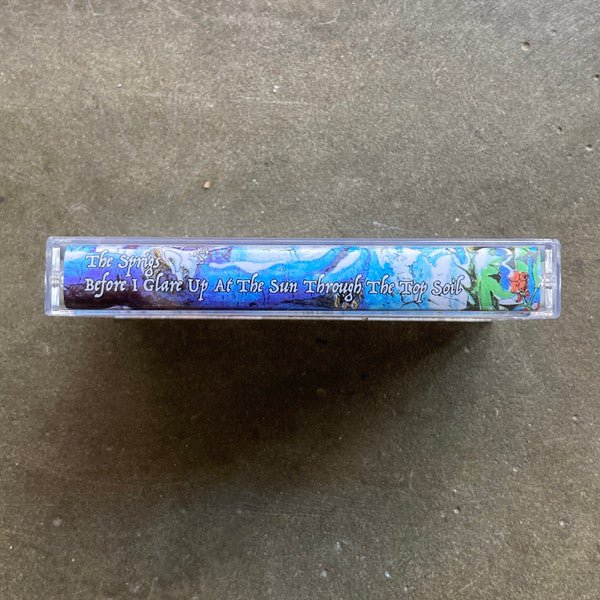 The Sprigs
Before I Glare Up At The Sun Through The Top Soil